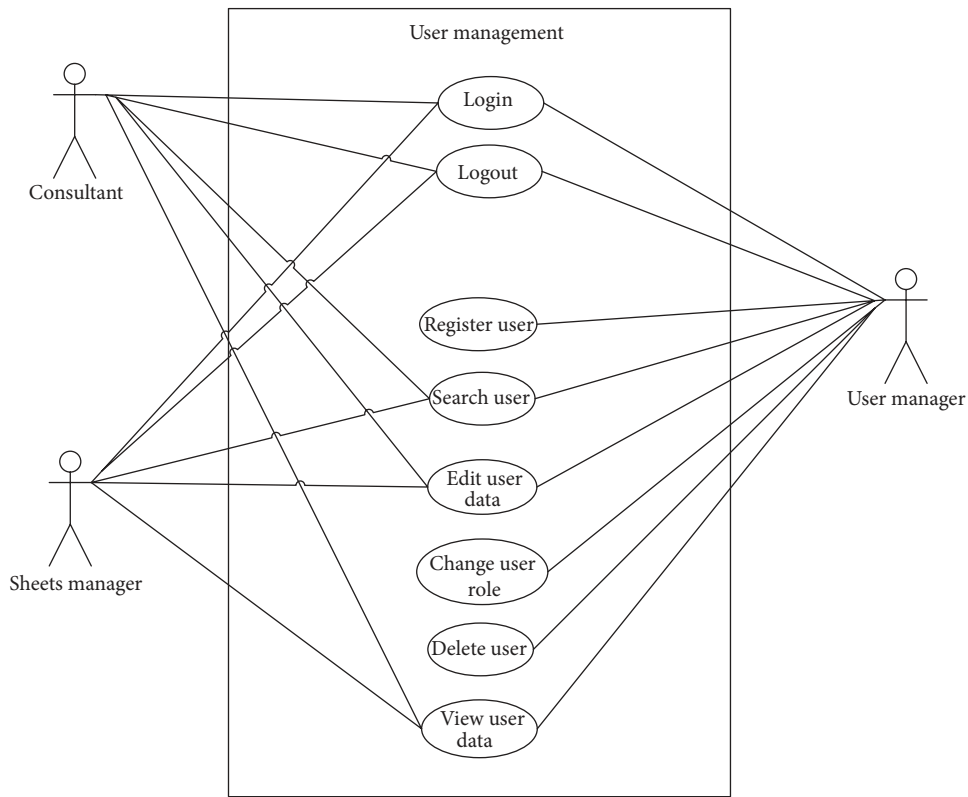 User management
Login
Consultant
Logout
Register user
User manager
Search user
Edit user
data
Sheets manager
Change user
role
Delete user
View user
data